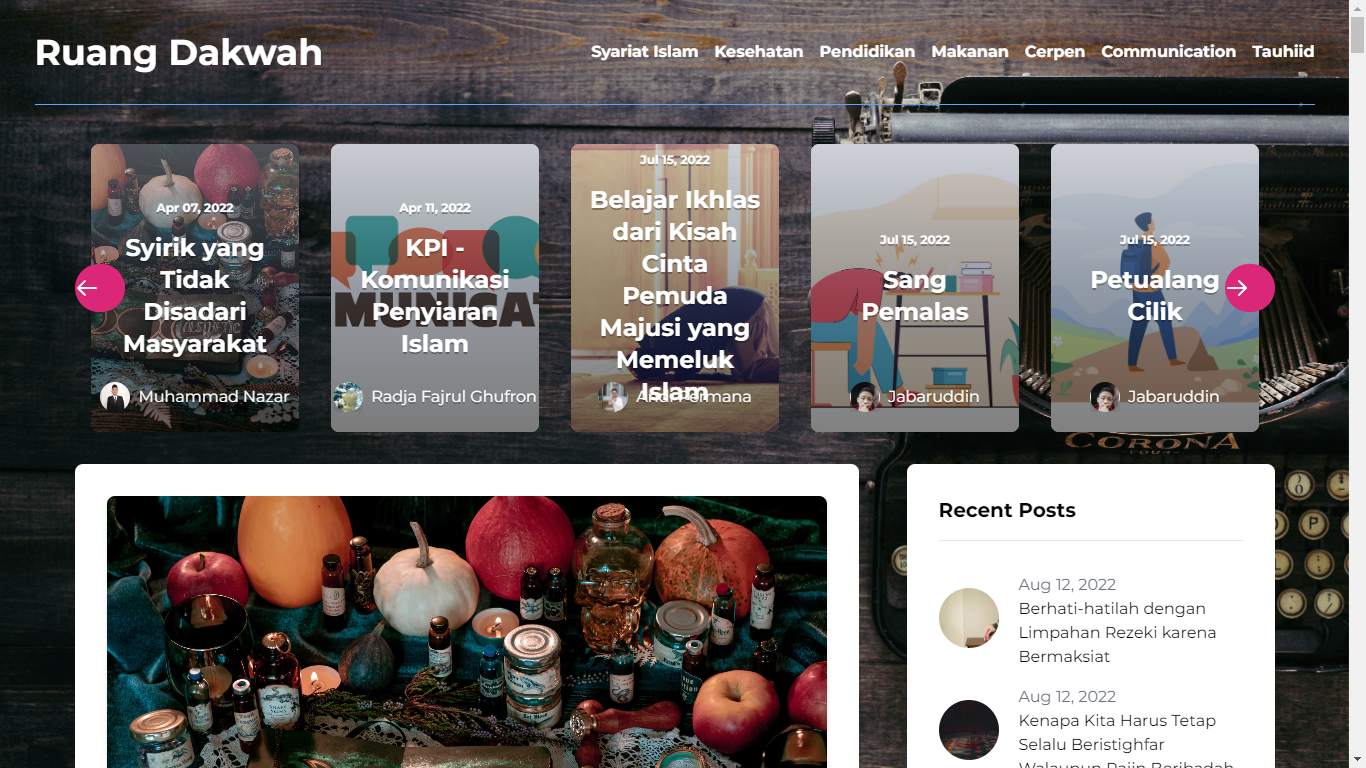 Ruang Dakwah
Syariat Islam Kesehatan Pendidikan Makanan Cerpen Communication Tauhiid
Apr 07, 2022
Syirik yang
Tidak
Disadari
Masyarakat
Muhammad Nazar
Apr 11, 2022
KPI -
Komunikasi
Penyiaran
Islam
Radja Fajrul Ghufron
Jul 15, 2022
Belajar Ikhlas
dari Kisah
Cinta
Pemuda
Majusi yang
Memeluk
Islam
Permana
Jul 15, 2022
Sang
Pemalas
Jabaruddin
Jul 15, 2022
Petualang
Cilik
Jabaruddin
CORONA
Recent Posts
Aug 12, 2022
Berhati-hatilah dengan
Limpahan Rezeki karena
Bermaksiat
Aug 12, 2022
Kenapa Kita Harus Tetap
Selalu Beristighfar
Walaupun Rajin Beribadah